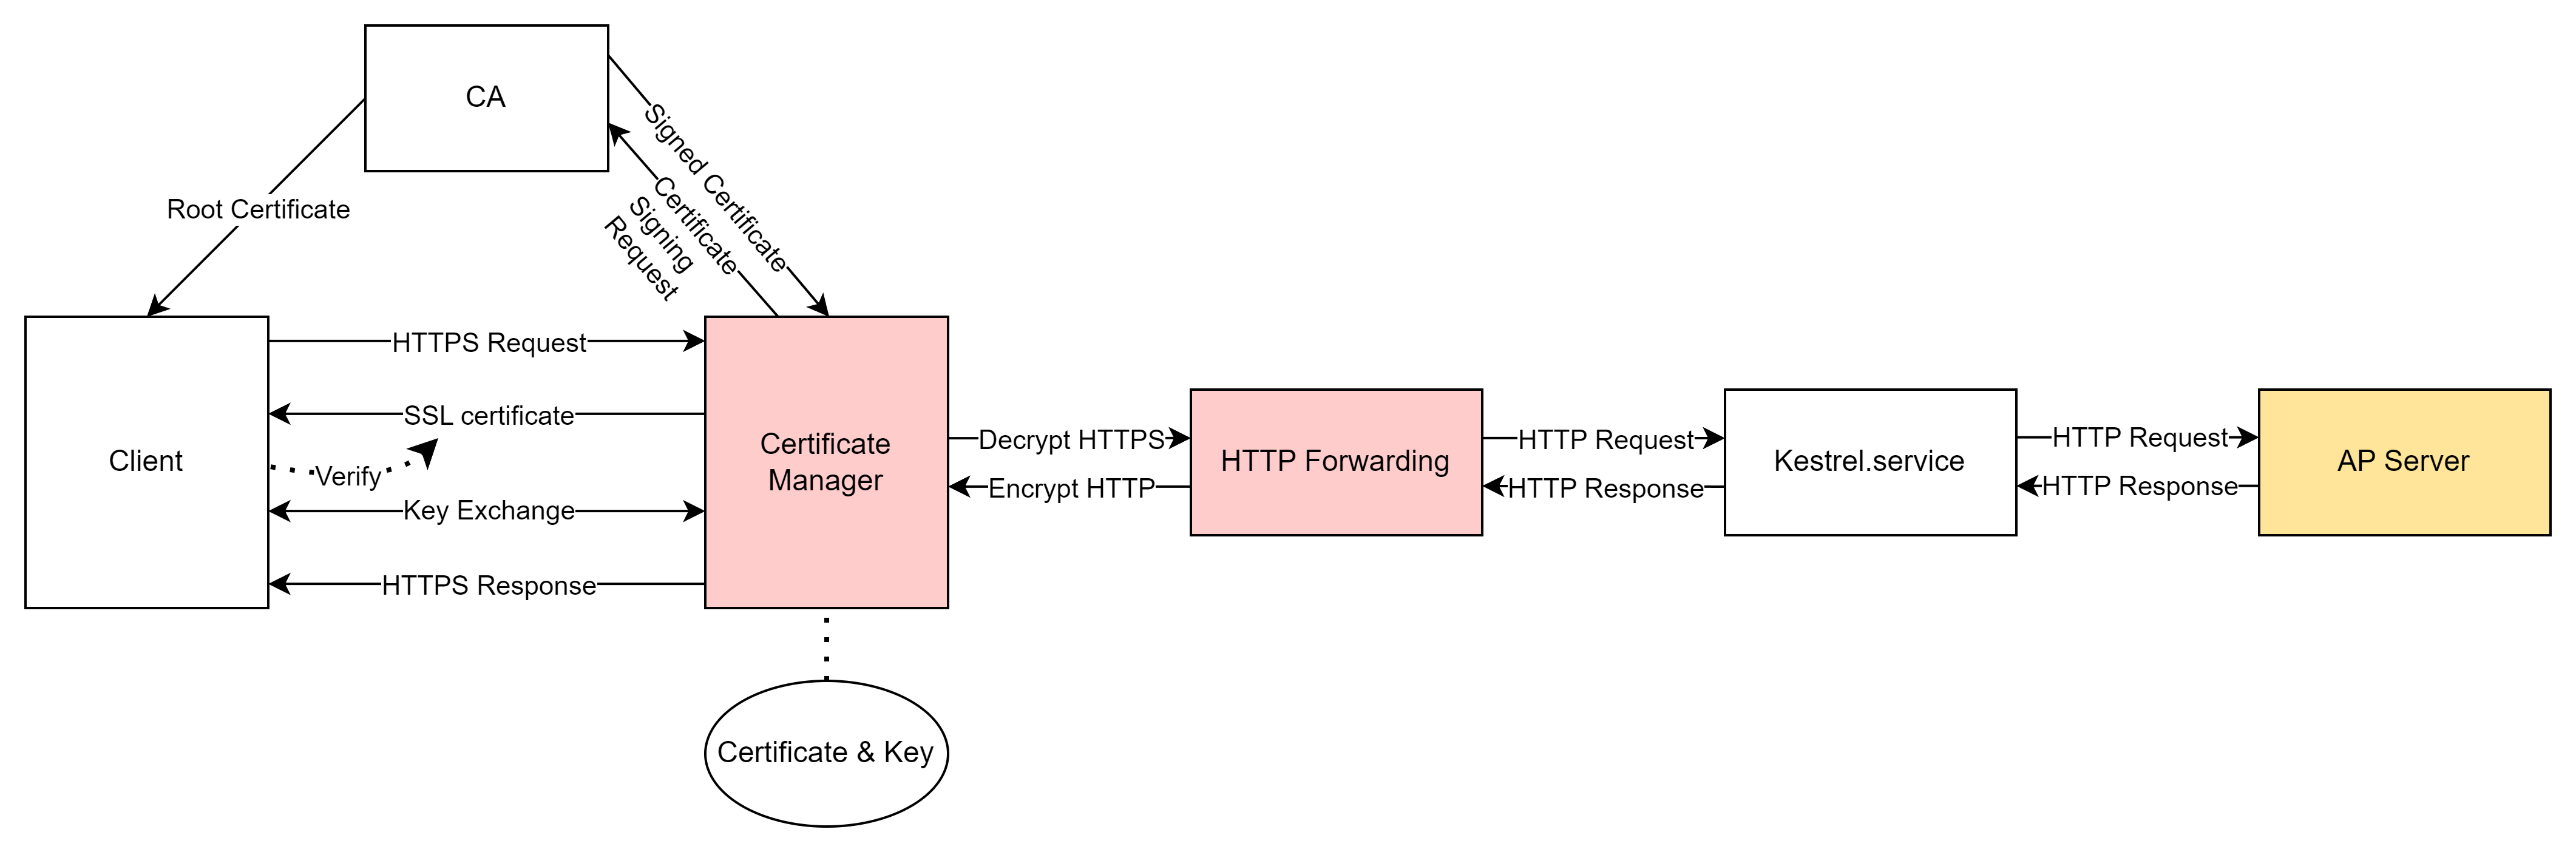 CA
Signed Certificate
Certificate
Signing
Request
Root Certificate
HTTPS Request
SSL certificate
Verify
Key Exchange
HTTPS Response
Client
Certificate
Manager
Decrypt HTTPS
Encrypt HTTP
HTTP Forwarding
HTTP Request
HTTP Response
Kestrel.service
HTTP Request
HTTP Response
AP Server
Certificate & Key